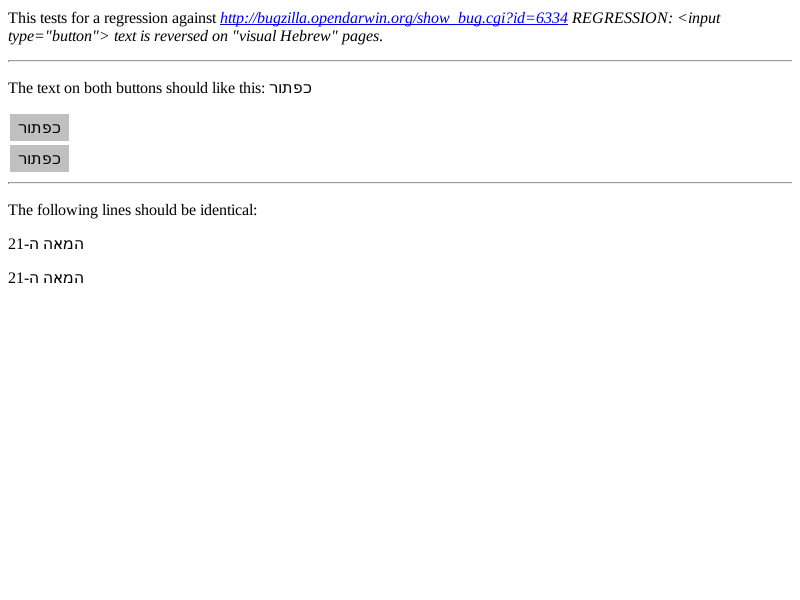 This tests for a regression against http://bugzilla.opendarwin.org/show_bug.cgi?id=6334 REGRESSION: <input
type="button"> text is reversed on "visual Hebrew" pages.
The text on both buttons should like this: כפתור
כפתור
כפתור
The following lines should be identical:
המאה ה-21
המאה ה-21